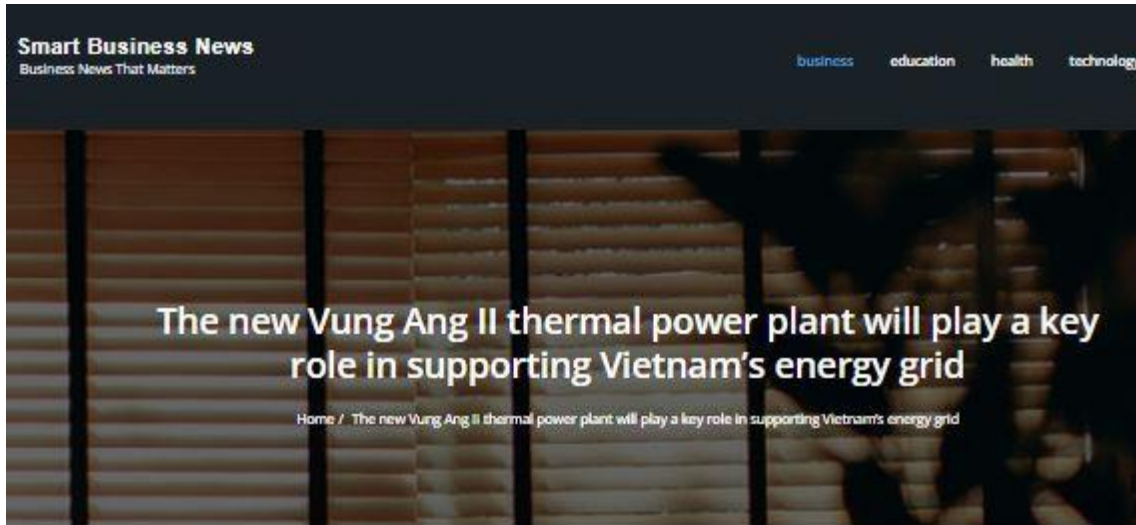 Smart Business News
Business News That Matters
business education health technology
The new Vung Ang II thermal power plant will play a key
role in supporting Vietnam’s energy grid
Home / The new Vung Ang II thermal power plant will play a key role in supporting Vietnam’s energy grid